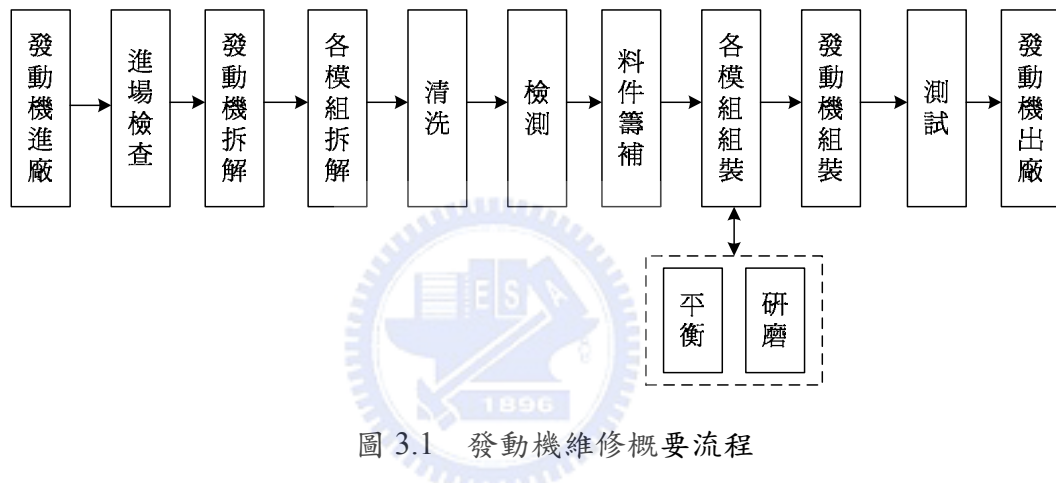 發動機進廠
進場檢查
發動機拆解
各模組拆解
清洗
檢測
料件籌補
各模組組裝
發動機組裝
測試
發動機出廠
平衡
研磨
ESA
1896
圖 3.1 發動機維修概要流程